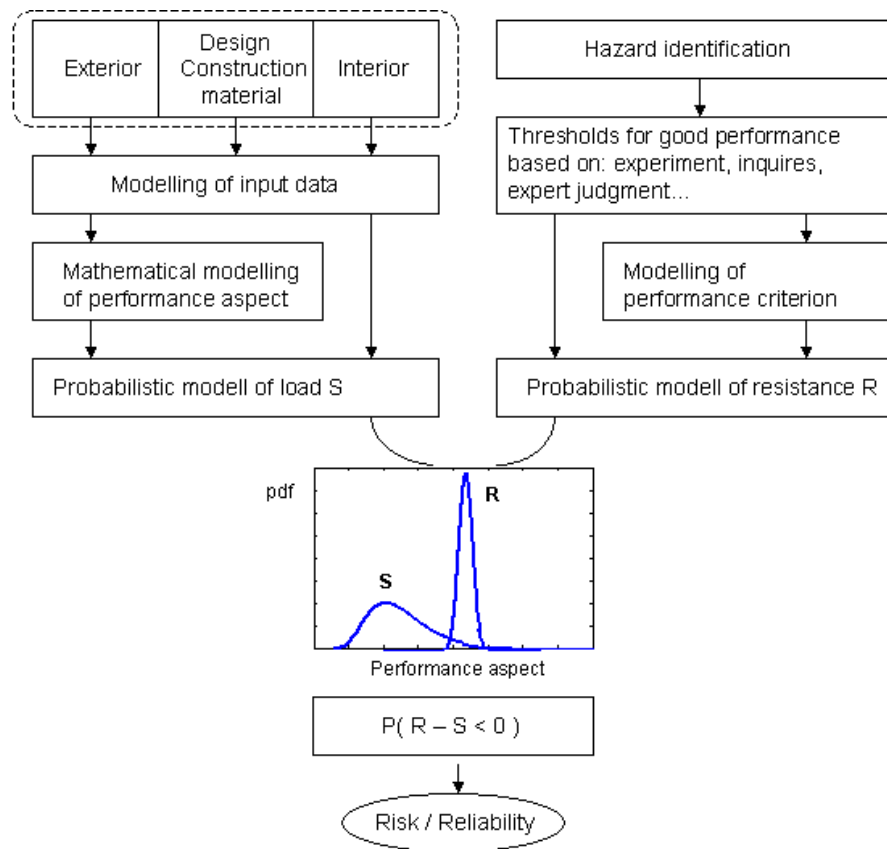 Exterior
Design
Construction
material
Interior
Hazard identification
Thresholds for good performance
based on: experiment, inquires,
expert judgment...
Modelling of input data
Mathematical modelling
of performance aspect
Modelling of
performance criterion
Probabilistic modell of load S
Probabilistic modell of resistance R
pdf
R
S
Performance aspect
P( R – S < 0 )
Risk / Reliability